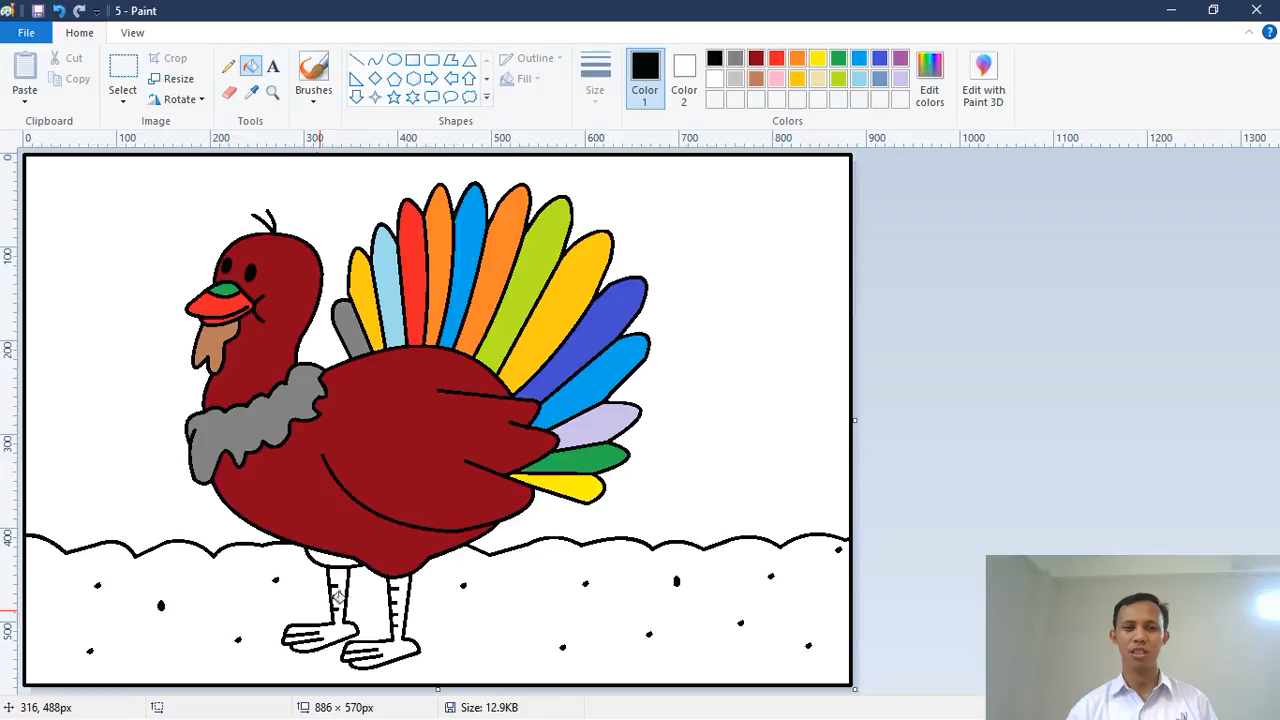 5 - Paint
File
Home
View
Paste
Cut
Copy
Clipboard
Select
Crop
Resize
Rotate
Image
A
Tools
Brushes
Outline
Fill
Shapes
Size
Color
1
Color
2
Edit
colors
Edit with
Paint 3D
Colors
0 100 200 300 400 500 600 700 800 900 1000 1100 1200 1300
0
100
200
300
400
500
316, 488px
886 × 570px
Size: 12.9KB